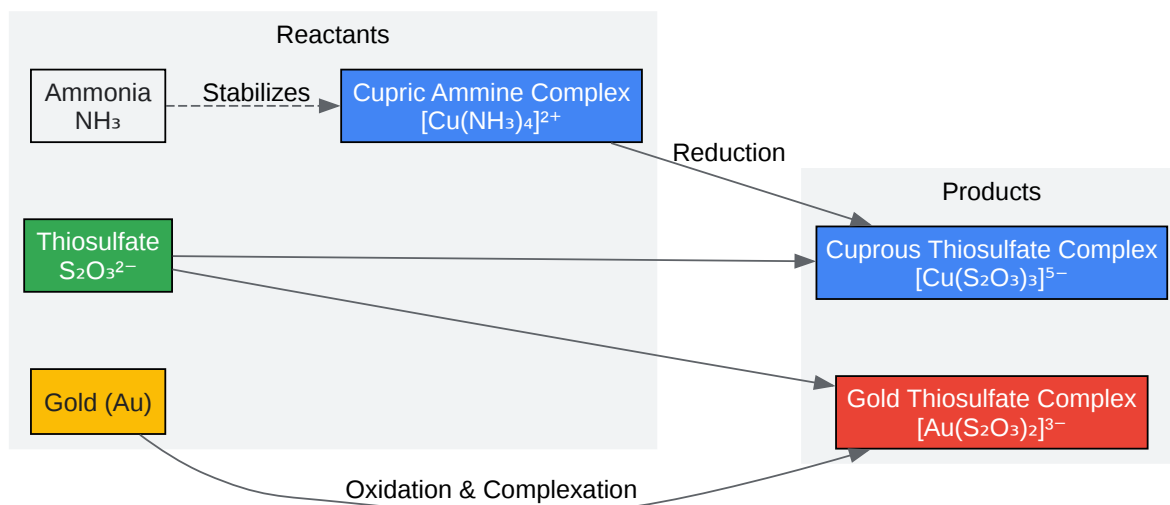 Reactants
Ammonia
NH₃
Stabilizes
Cupric Ammine Complex
[Cu(NH₃)₄]²⁺
Reduction
Products
Thiosulfate
S₂O₃²⁻
Cuprous Thiosulfate Complex
[Cu(S₂O₃)₃]⁵⁻
Gold (Au)
Gold Thiosulfate Complex
[Au(S₂O₃)₂]³⁻
Oxidation & Complexation